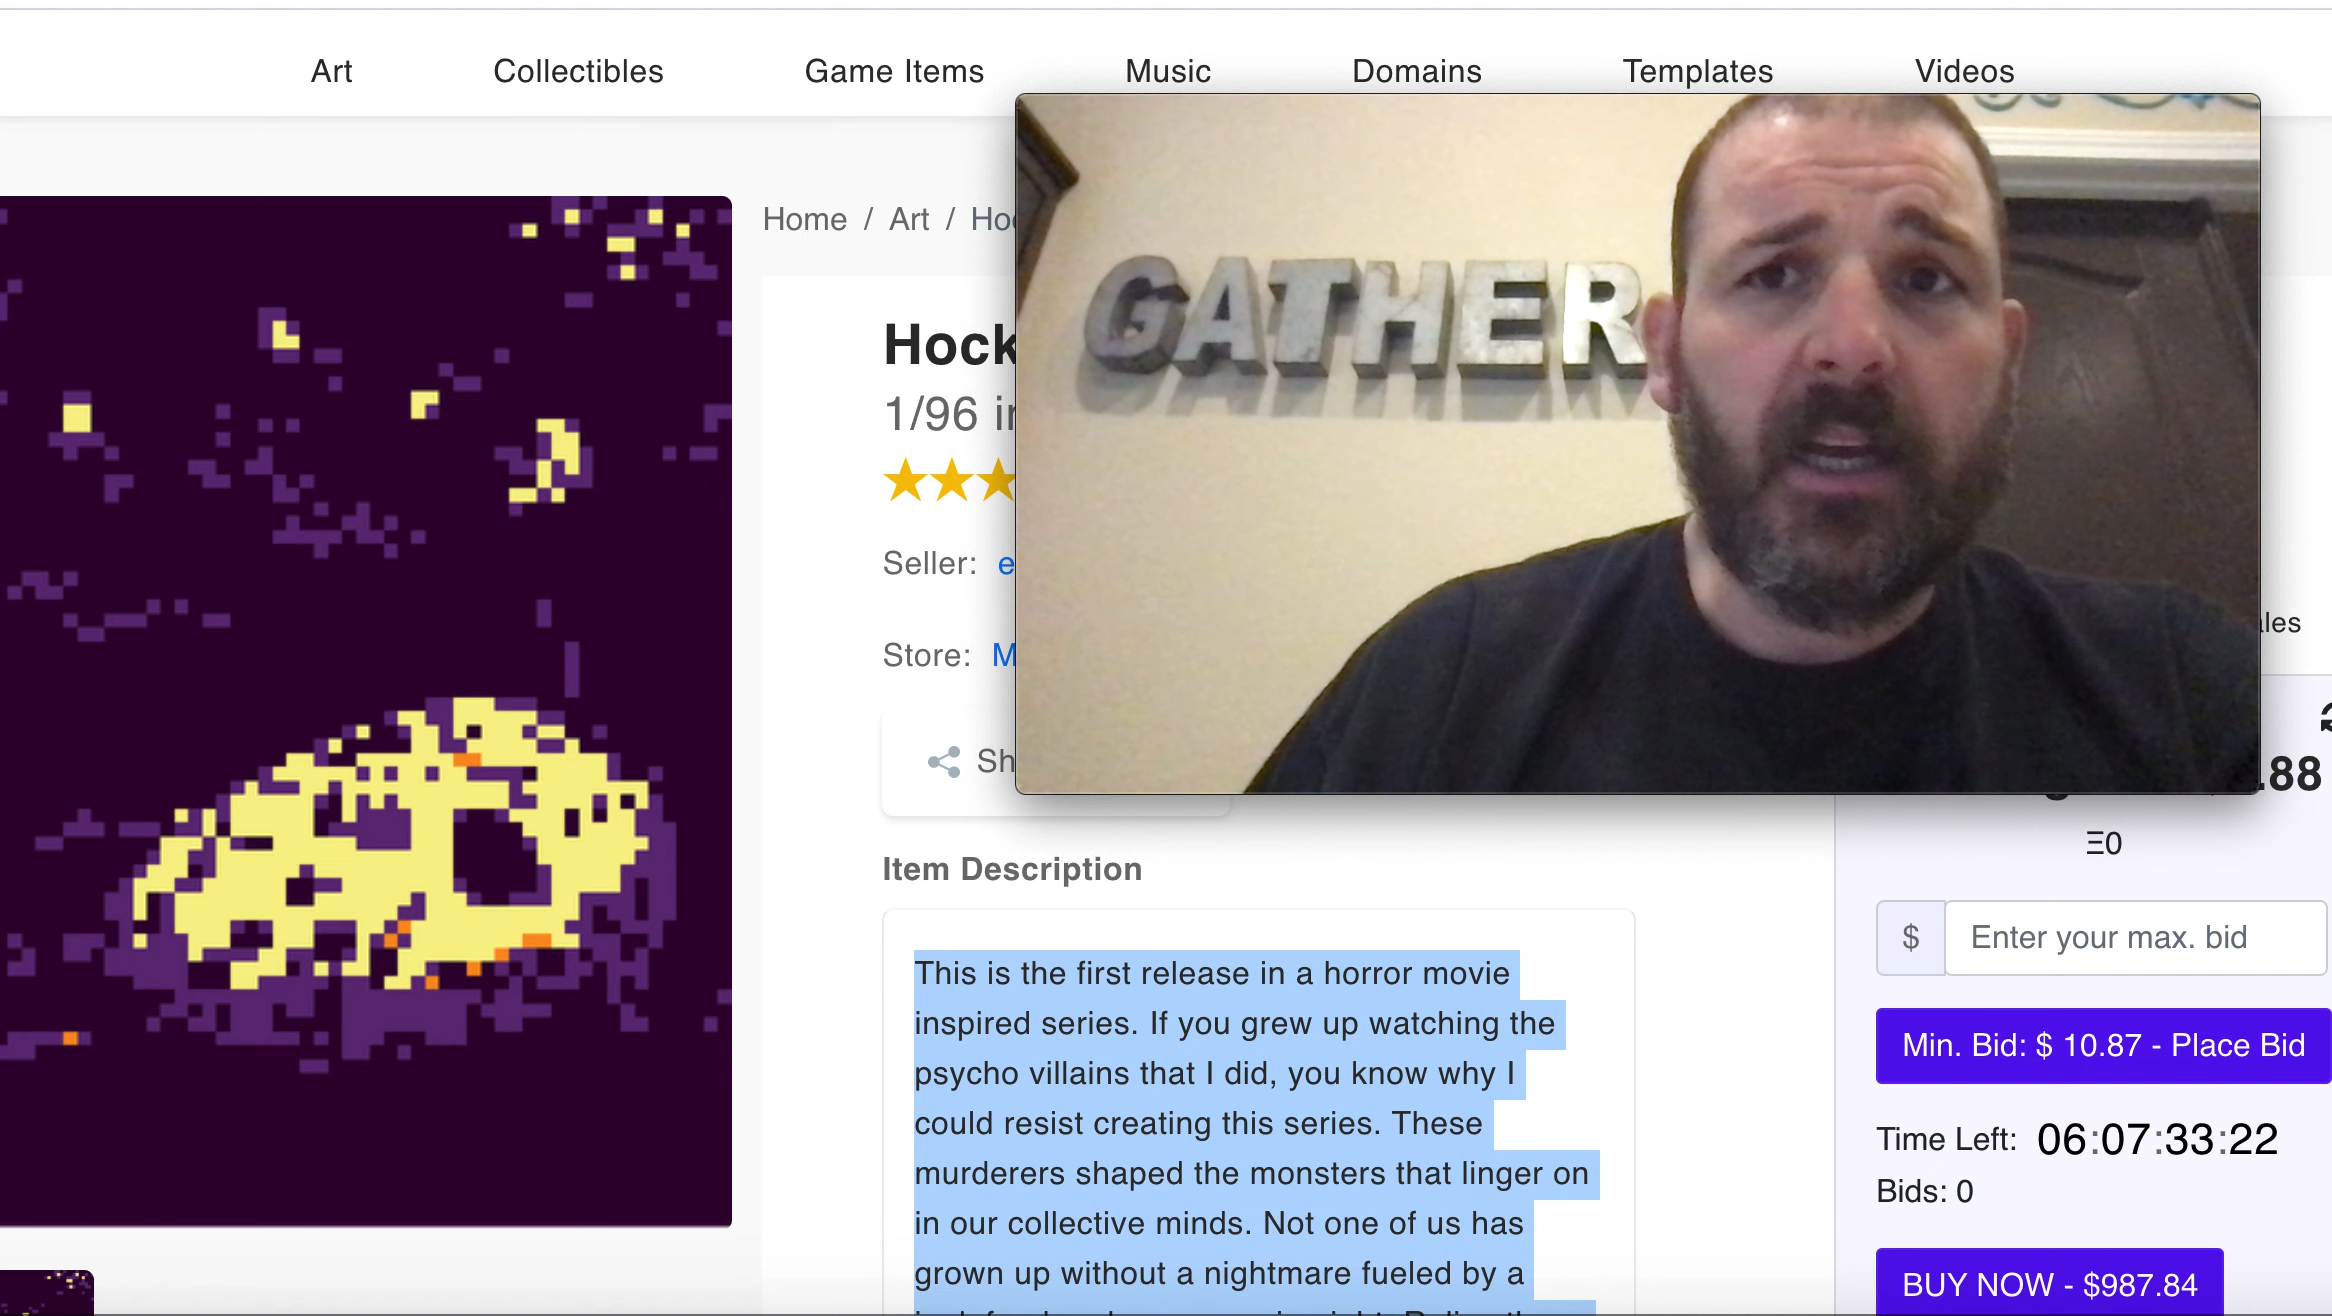 Art Collectibles Game Items Music Domains Templates Videos
Home / Art /
GATHER
1/96
Seller:
Store:
.88
Ξ0
Item Description
$ Enter your max. bid
This is the first release in a horror movie
inspired series. If you grew up watching the
psycho villains that I did, you know why I
could resist creating this series. These
murderers shaped the monsters that linger on
in our collective minds. Not one of us has
grown up without a nightmare fueled by a
Min. Bid: $ 10.87 - Place Bid
Time Left: 06:07:33:22
Bids: 0
BUY NOW - $987.84